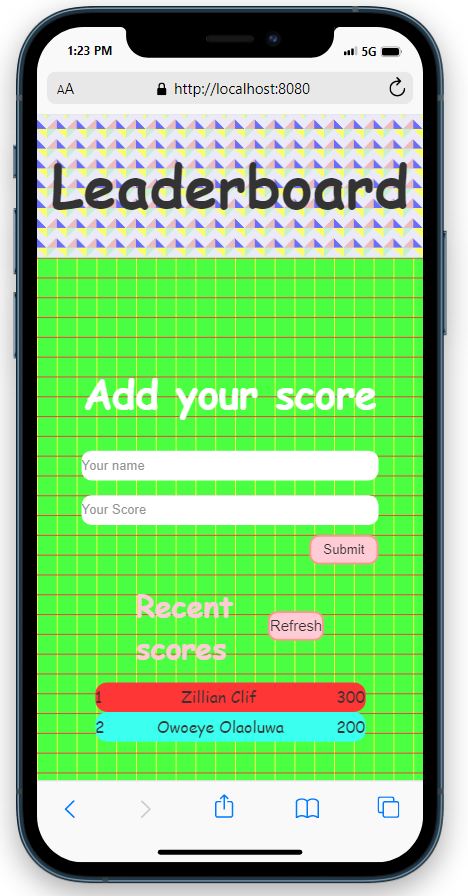 1:23 PM 5G
AA http://localhost:8080
Leaderboard
Add your score
Your name
Your Score
Submit
Recent
scores
Refresh
1 Zillian Clif 300
2 Owoeye Olaoluwa 200